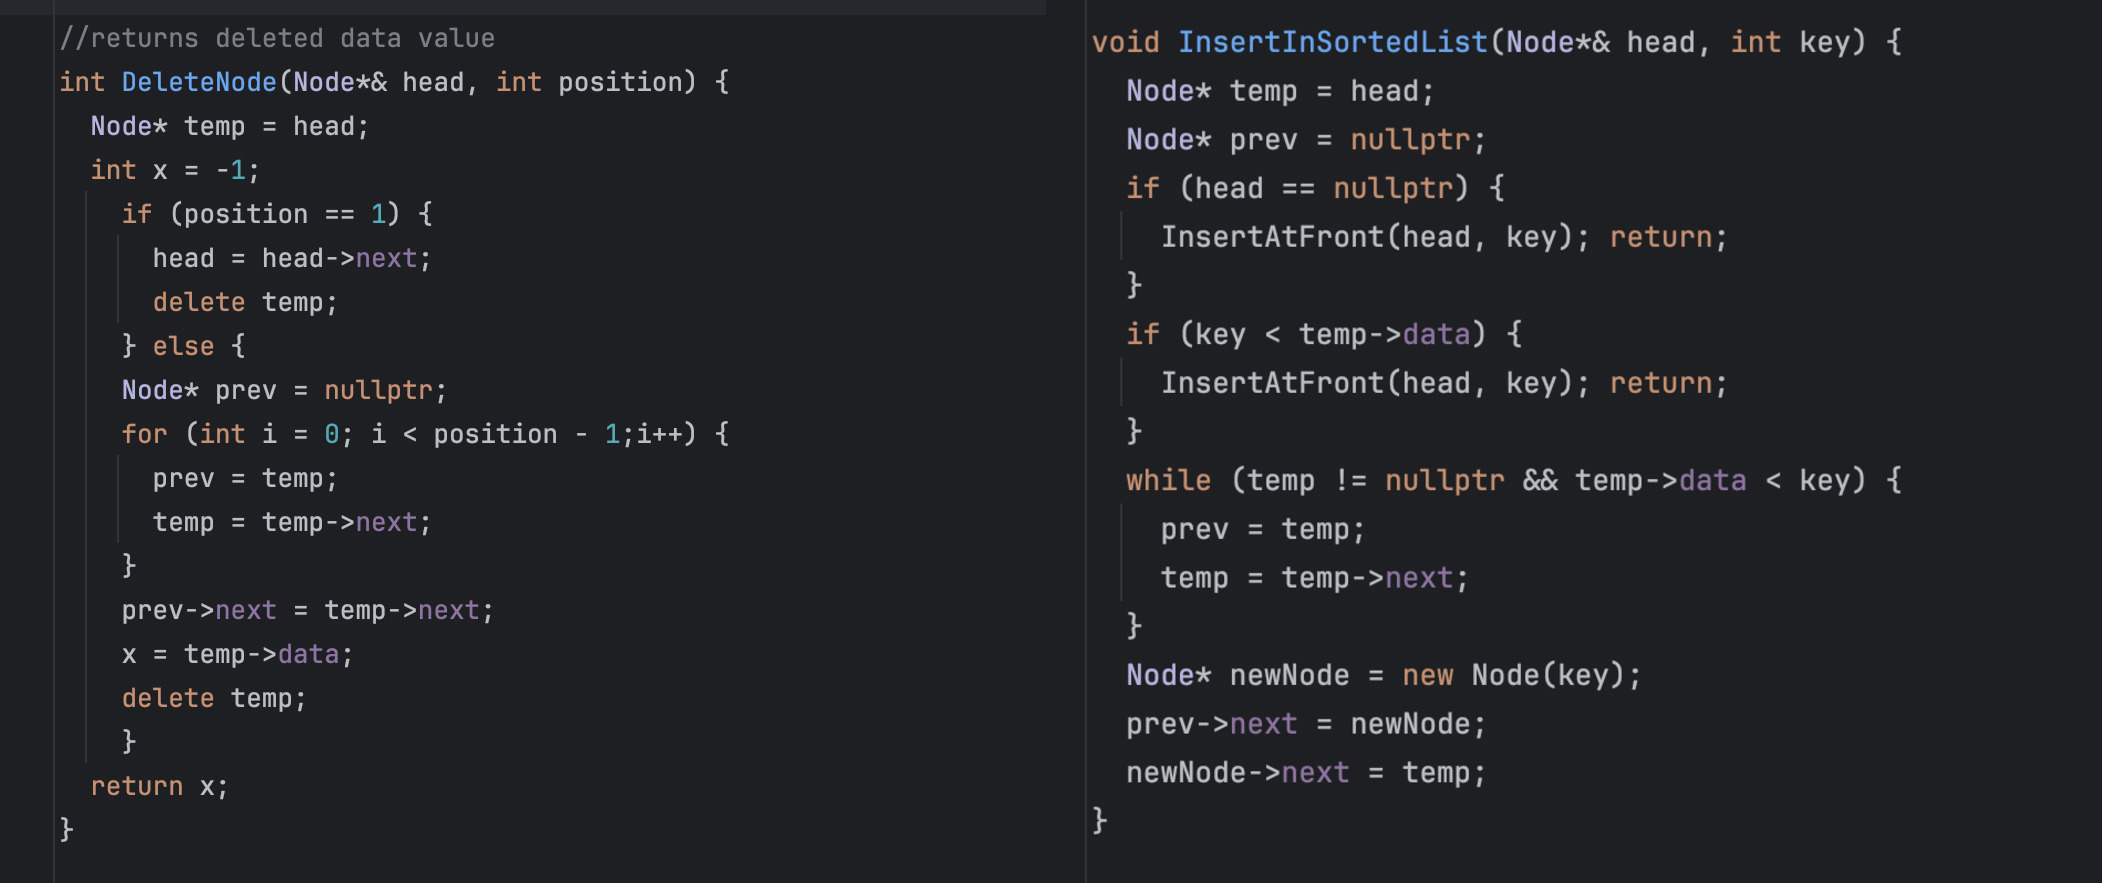 //returns deleted data value
int DeleteNode(Node*& head, int position) {
  Node* temp = head;
  int x = -1;
    if (position == 1) {
      head = head->next;
      delete temp;
    } else {
    Node* prev = nullptr;
    for (int i = 0; i < position - 1;i++) {
      prev = temp;
      temp = temp->next;
    }
    prev->next = temp->next;
    x = temp->data;
    delete temp;
    }
  return x;
}
void InsertInSortedList(Node*& head, int key) {
  Node* temp = head;
  Node* prev = nullptr;
  if (head == nullptr) {
    InsertAtFront(head, key); return;
  }
  if (key < temp->data) {
    InsertAtFront(head, key); return;
  }
  while (temp != nullptr && temp->data < key) {
    prev = temp;
    temp = temp->next;
  }
  Node* newNode = new Node(key);
  prev->next = newNode;
  newNode->next = temp;
}